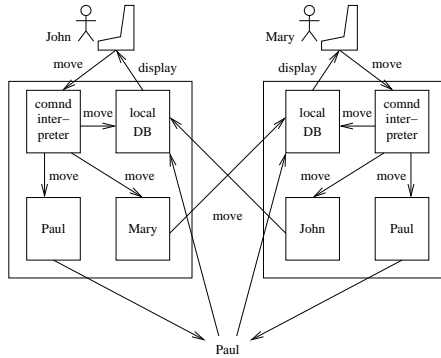 John
Mary
move
display
display
move
comnd
inter–
preter
move
local
DB
local
DB
move
comnd
inter–
preter
move
move
move
move
move
Paul
Mary
John
Paul
Paul